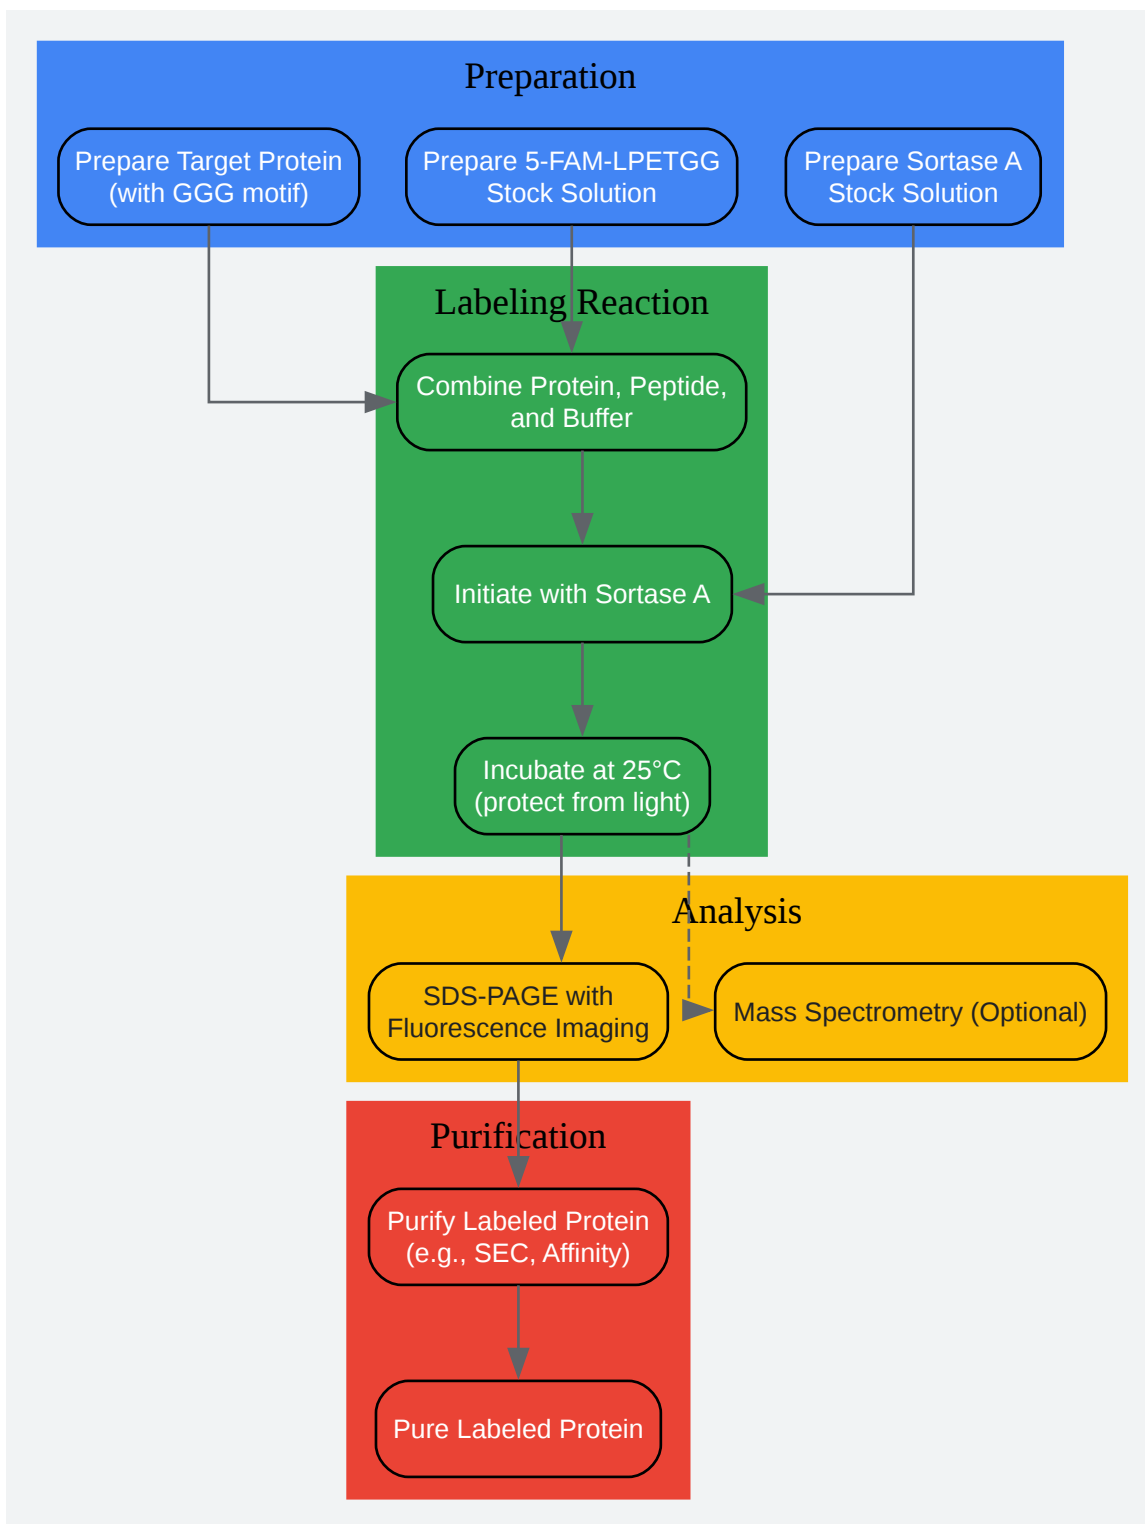 Preparation
Prepare Target Protein
(with GGG motif)
Prepare 5-FAM-LPETGG
Stock Solution
Prepare Sortase A
Stock Solution
Labeling Reaction
Combine Protein, Peptide,
and Buffer
Initiate with Sortase A
Incubate at 25°C
(protect from light)
Analysis
SDS-PAGE with
Fluorescence Imaging
Mass Spectrometry (Optional)
Purification
Purify Labeled Protein
(e.g., SEC, Affinity)
Pure Labeled Protein